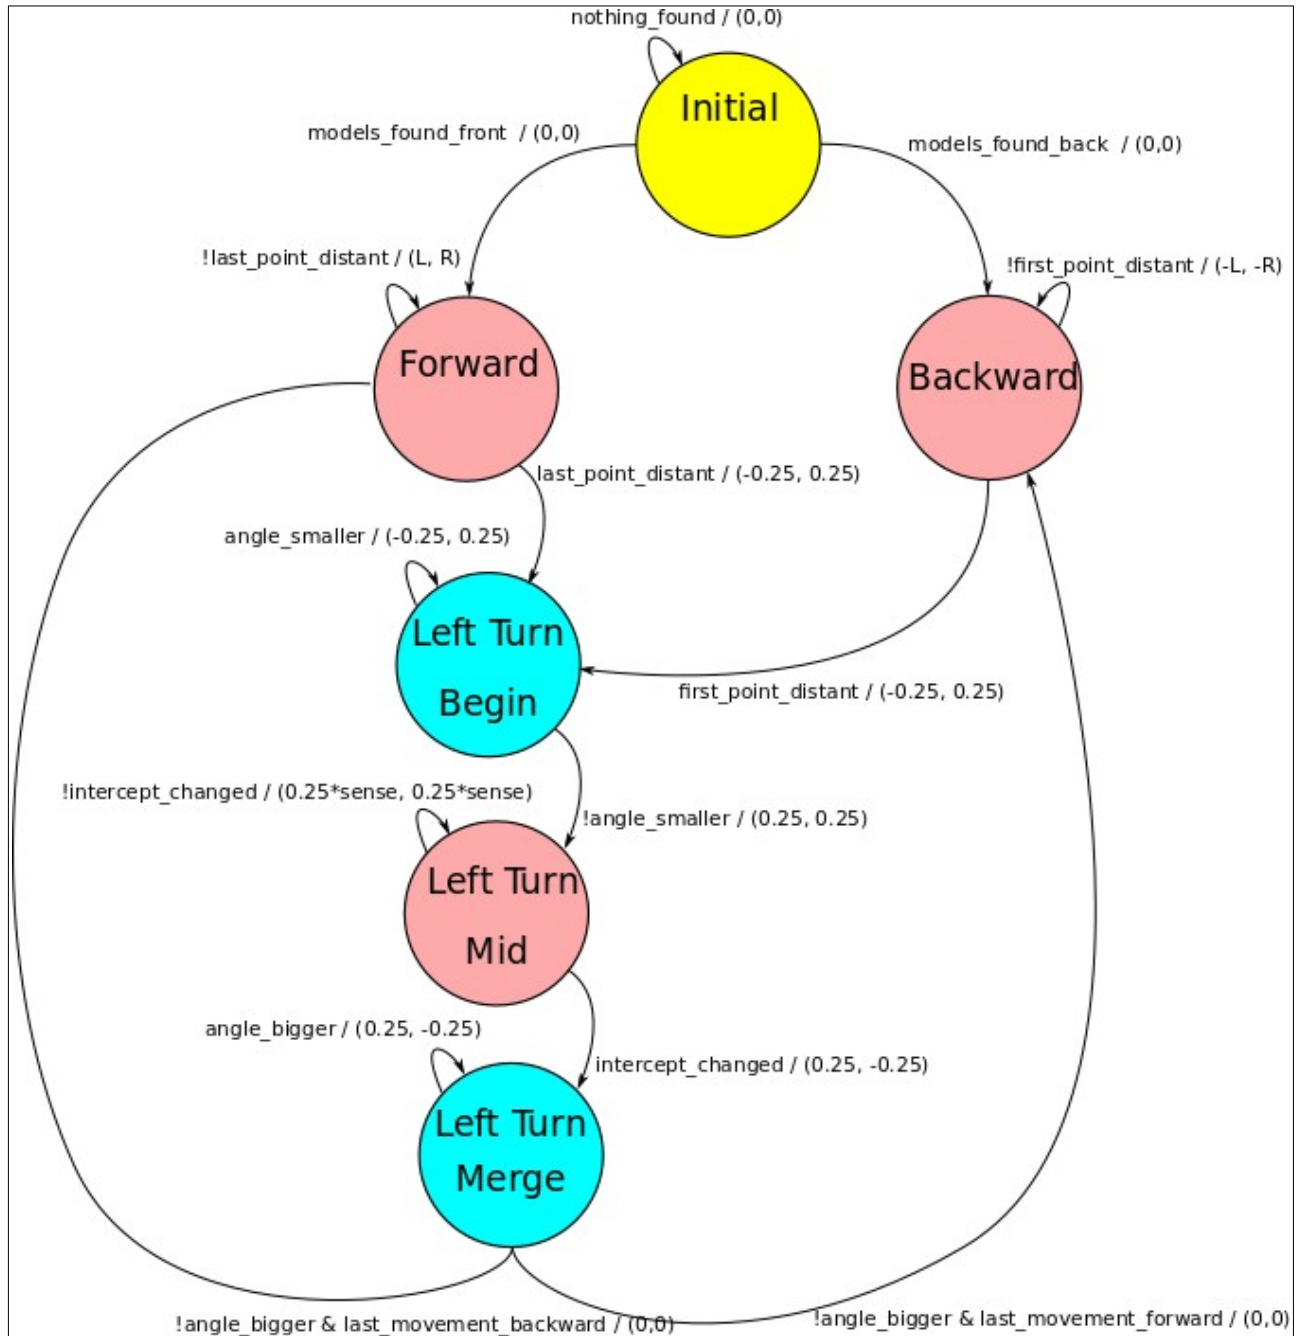 nothing_found / (0,0)
Initial
models_found_front / (0,0)
models_found_back / (0,0)
!last_point_distant / (L, R)
!first_point_distant / (-L, -R)
Forward
Backward
last_point_distant / (-0.25, 0.25)
angle_smaller / (-0.25, 0.25)
Left Turn
Begin
first_point_distant / (-0.25, 0.25)
!intercept_changed / (0.25*sense, 0.25*sense)
!angle_smaller / (0.25, 0.25)
Left Turn
Mid
angle_bigger / (0.25, -0.25)
intercept_changed / (0.25, -0.25)
Left Turn
Merge
!angle_bigger & last_movement_backward / (0,0)
!angle_bigger & last_movement_forward / (0,0)